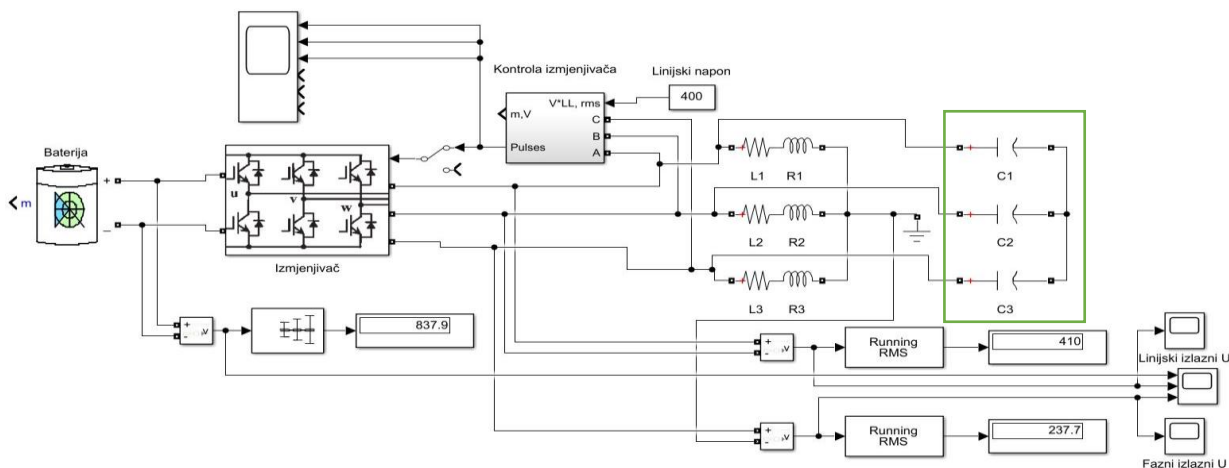 Kontrola izmjenjivača
Linijski napon
V*LL, rms
400
m,V
C
B
Pulses
A
Baterija
+
m
_
u
v
w
Izmjenjivač
L1 R1
C1
L2 R2
C2
L3 R3
C3
+
-
v
837.9
+
-
v
Running
RMS
410
Linijski izlazni U
+
-
v
Running
RMS
237.7
Fazni izlazni U